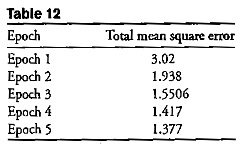 Table 12
Epoch Total mean square error
Epoch 1 3.02
Epoch 2 1.938
Epoch 3 1.5506
Epoch 4 1.417
Epoch 5 1.377